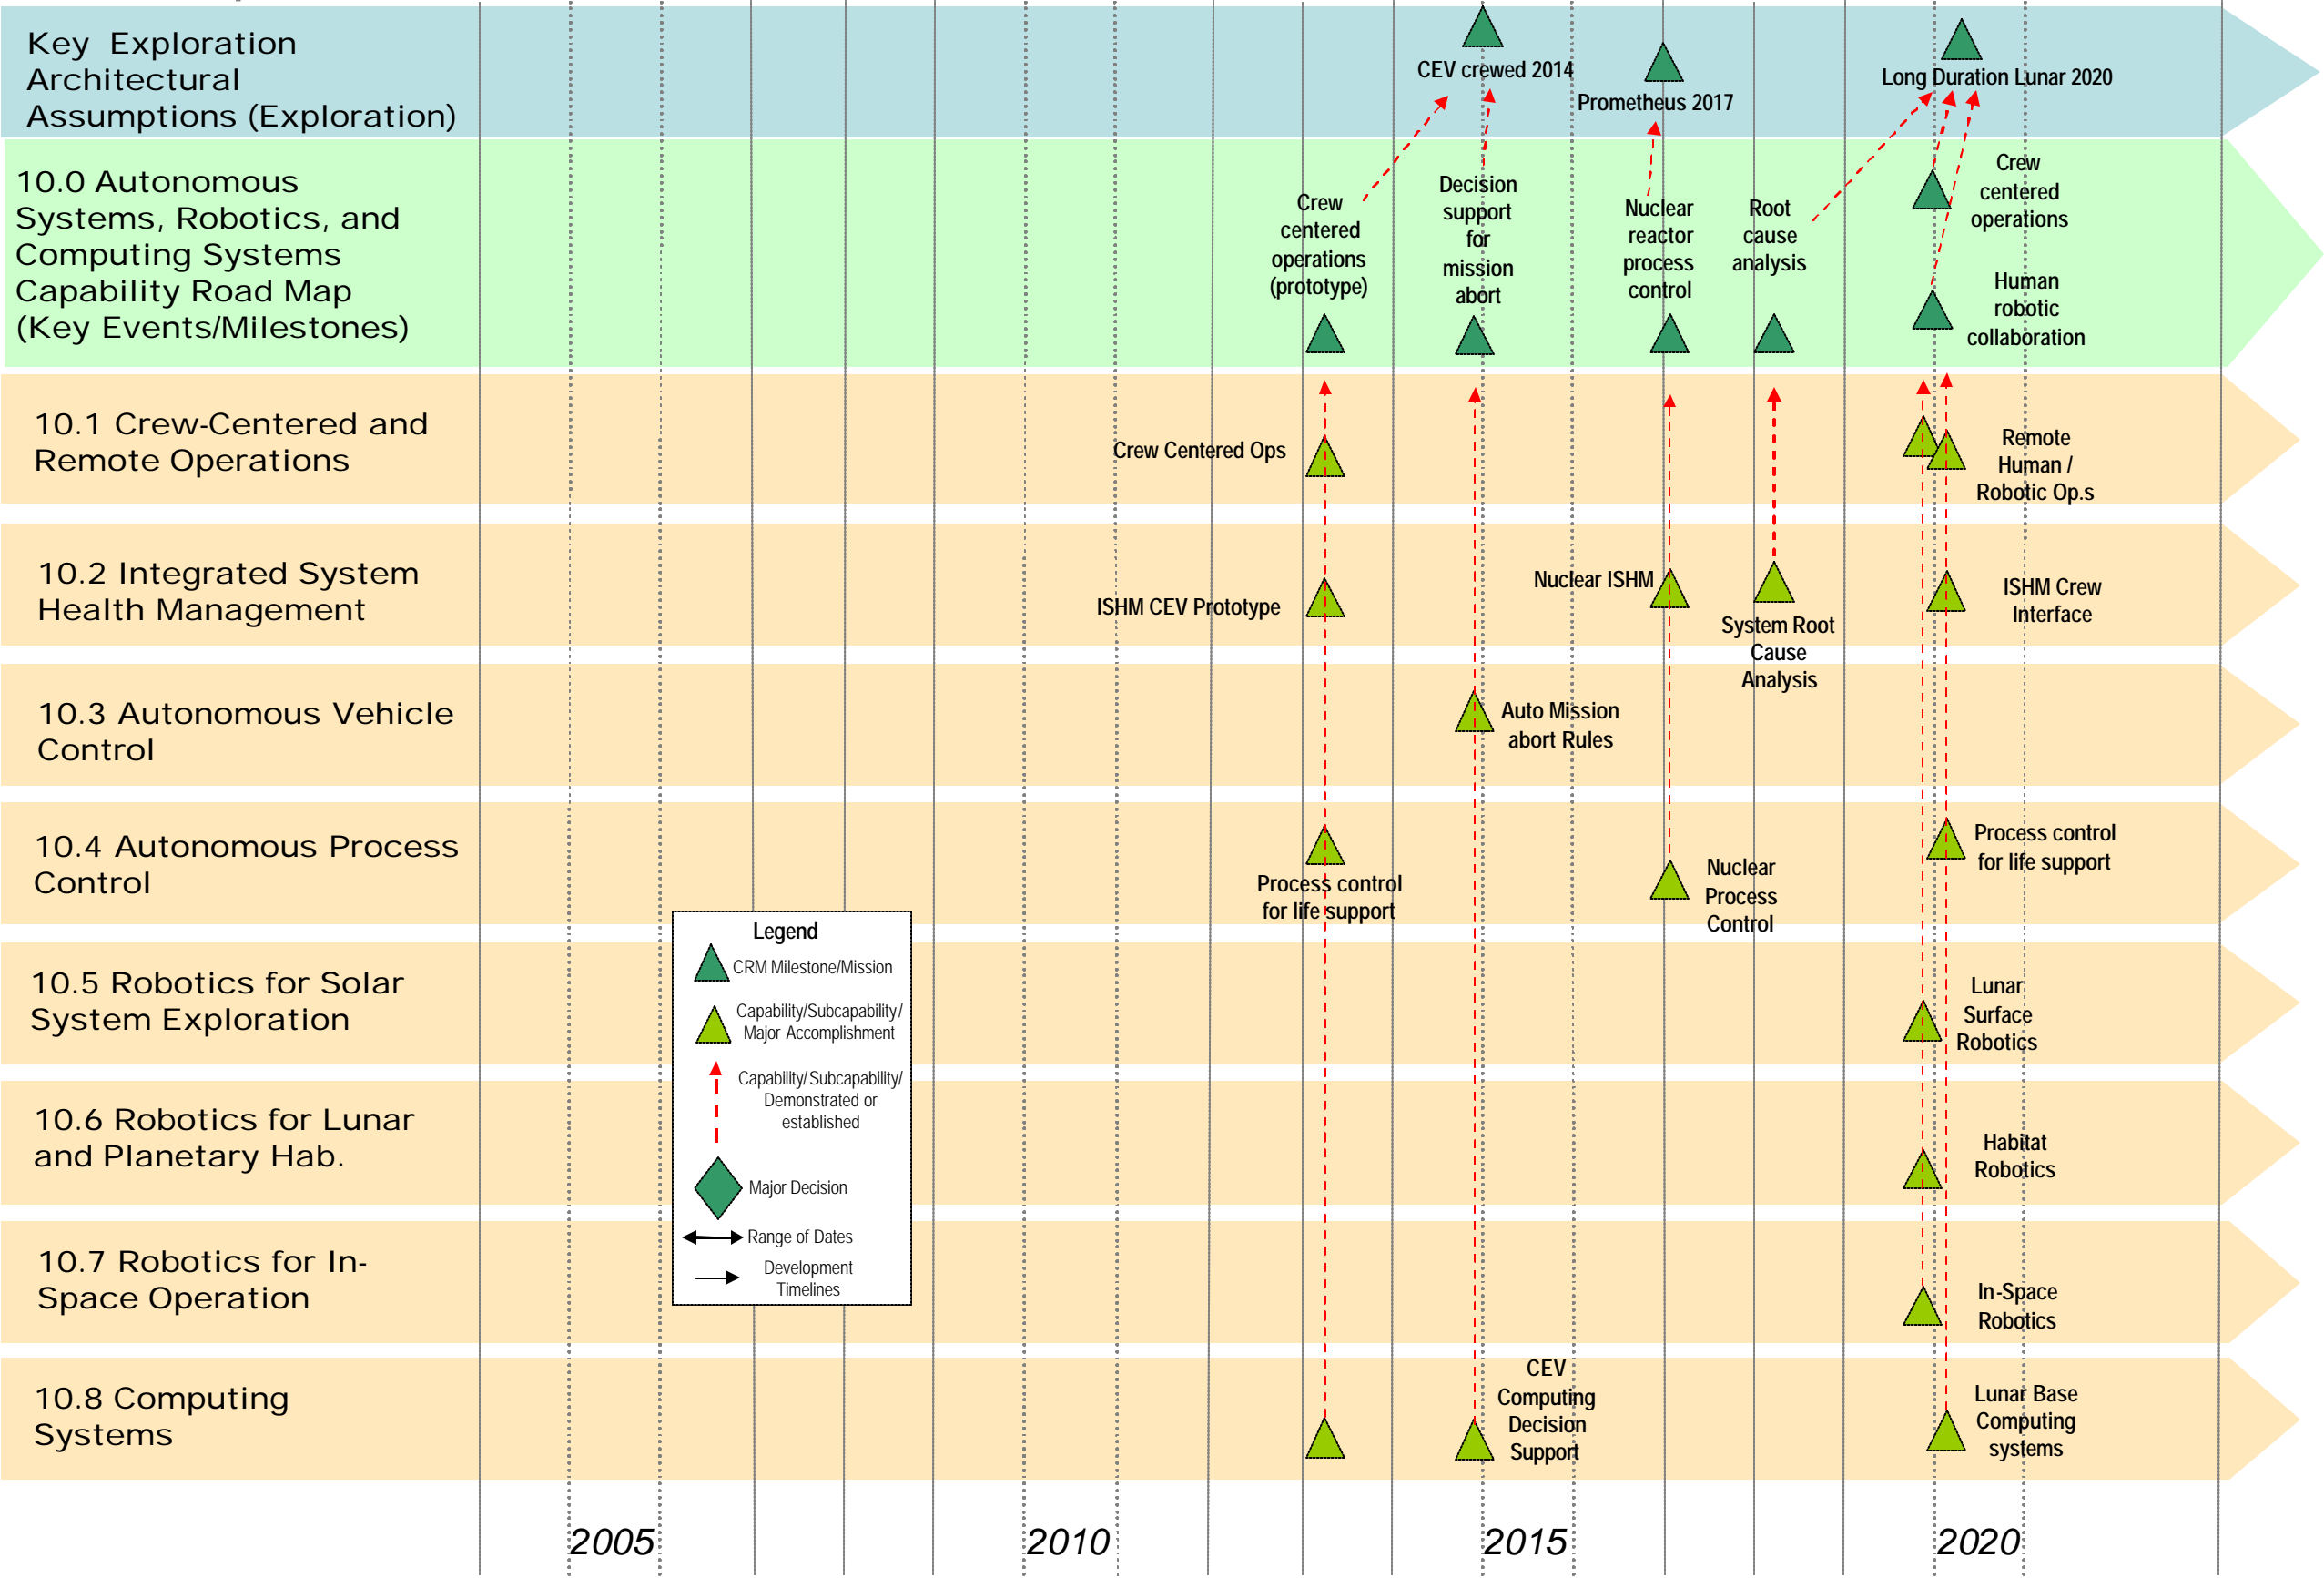 Key Exploration
Architectural
Assumptions (Exploration)
CEV crewed 2014
Prometheus 2017
Long Duration Lunar 2020
10.0 Autonomous
Systems, Robotics, and
Computing Systems
Capability Road Map
(Key Events/Milestones)
Crew
centered
operations
(prototype)
Decision
support
for
mission
abort
Nuclear
reactor
process
control
Root
cause
analysis
Crew
centered
operations
Human
robotic
collaboration
10.1 Crew-Centered and
Remote Operations
Crew Centered Ops
Remote
Human /
Robotic Op.s
10.2 Integrated System
Health Management
ISHM CEV Prototype
Nuclear ISHM
System Root
Cause
Analysis
ISHM Crew
Interface
10.3 Autonomous Vehicle
Control
Auto Mission
abort Rules
10.4 Autonomous Process
Control
Process control
for life support
Nuclear
Process
Control
Process control
for life support
Legend
CRM Milestone/Mission
Capability/Subcapability/
Major Accomplishment
Capability/Subcapability/
Demonstrated or
established
Major Decision
Range of Dates
Development
Timelines
10.5 Robotics for Solar
System Exploration
Lunar
Surface
Robotics
10.6 Robotics for Lunar
and Planetary Hab.
Habitat
Robotics
10.7 Robotics for In-
Space Operation
In-Space
Robotics
10.8 Computing
Systems
CEV
Computing
Decision
Support
Lunar Base
Computing
systems
2005
2010
2015
2020